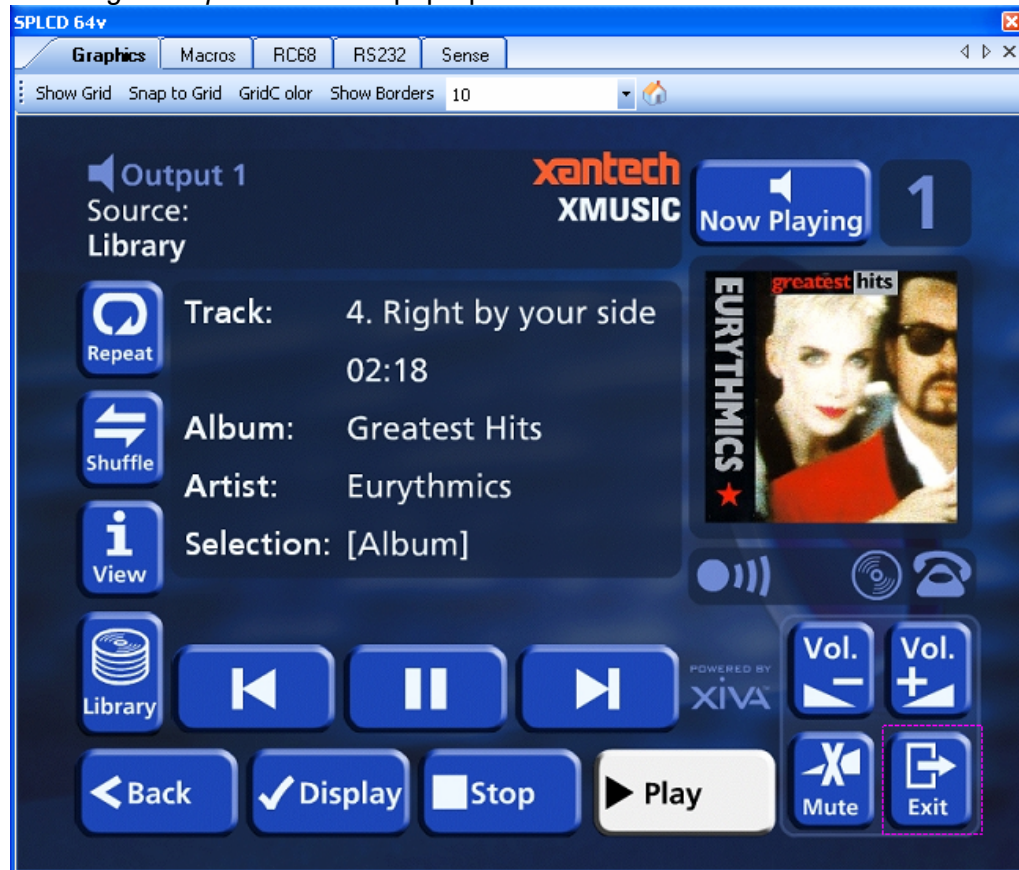 SPLCD 64v
Graphics Macros RC68 RS232 Sense
Show Grid Snap to Grid GridColor Show Borders 10
Output 1
Source:
Library
xantech
XMUSIC
Now Playing
1
Repeat
Shuffle
View
Library
Track: 4. Right by your side
02:18
Album: Greatest Hits
Artist: Eurythmics
Selection: [Album]
greatest hits
EURYTHMICS
POWERED BY
XiVA
Vol.
Vol.
Back
Display
Stop
Play
Mute
Exit